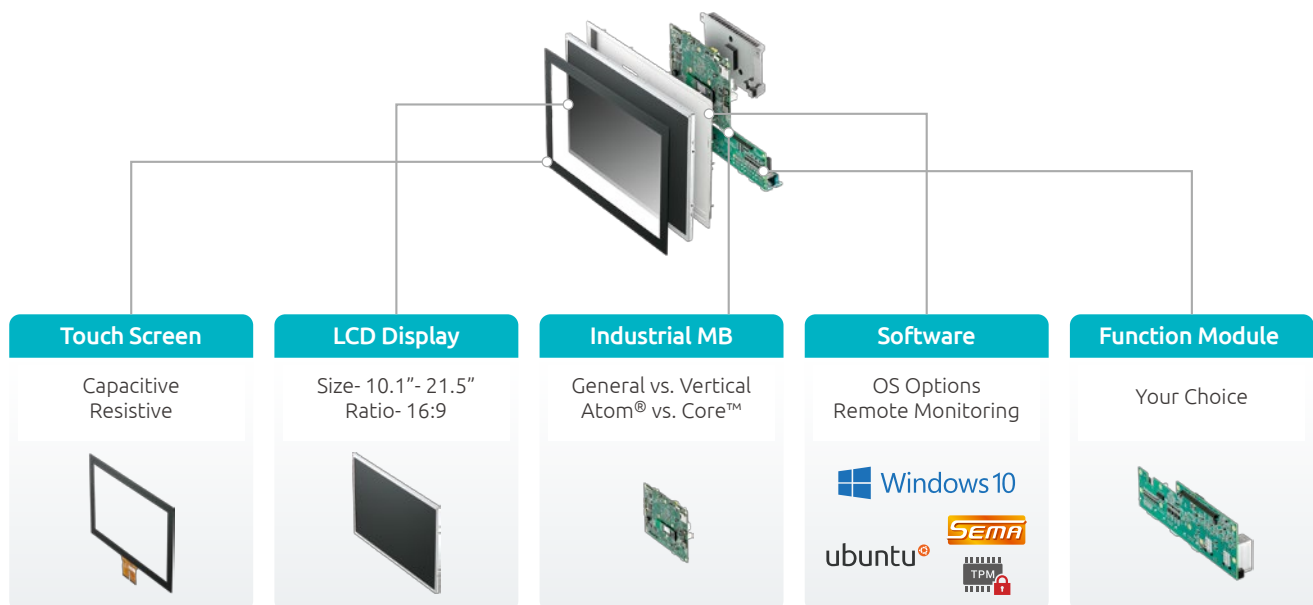 Touch Screen
Capacitive
Resistive
LCD Display
Size- 10.1”- 21.5”
Ratio- 16:9
Industrial MB
General vs. Vertical
Atom® vs. Core™
Software
OS Options
Remote Monitoring
Windows 10
SEMA
ubuntu®
TPM
Function Module
Your Choice